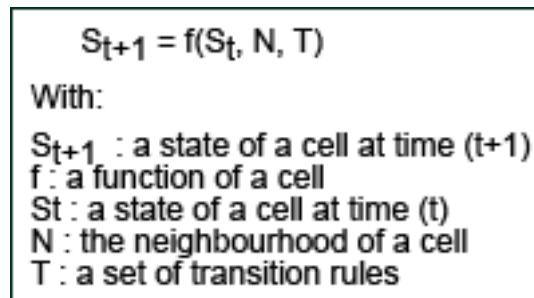 St+1 = f(St, N, T)
With:
St+1 : a state of a cell at time (t+1)
f : a function of a cell
St : a state of a cell at time (t)
N : the neighbourhood of a cell
T : a set of transition rules